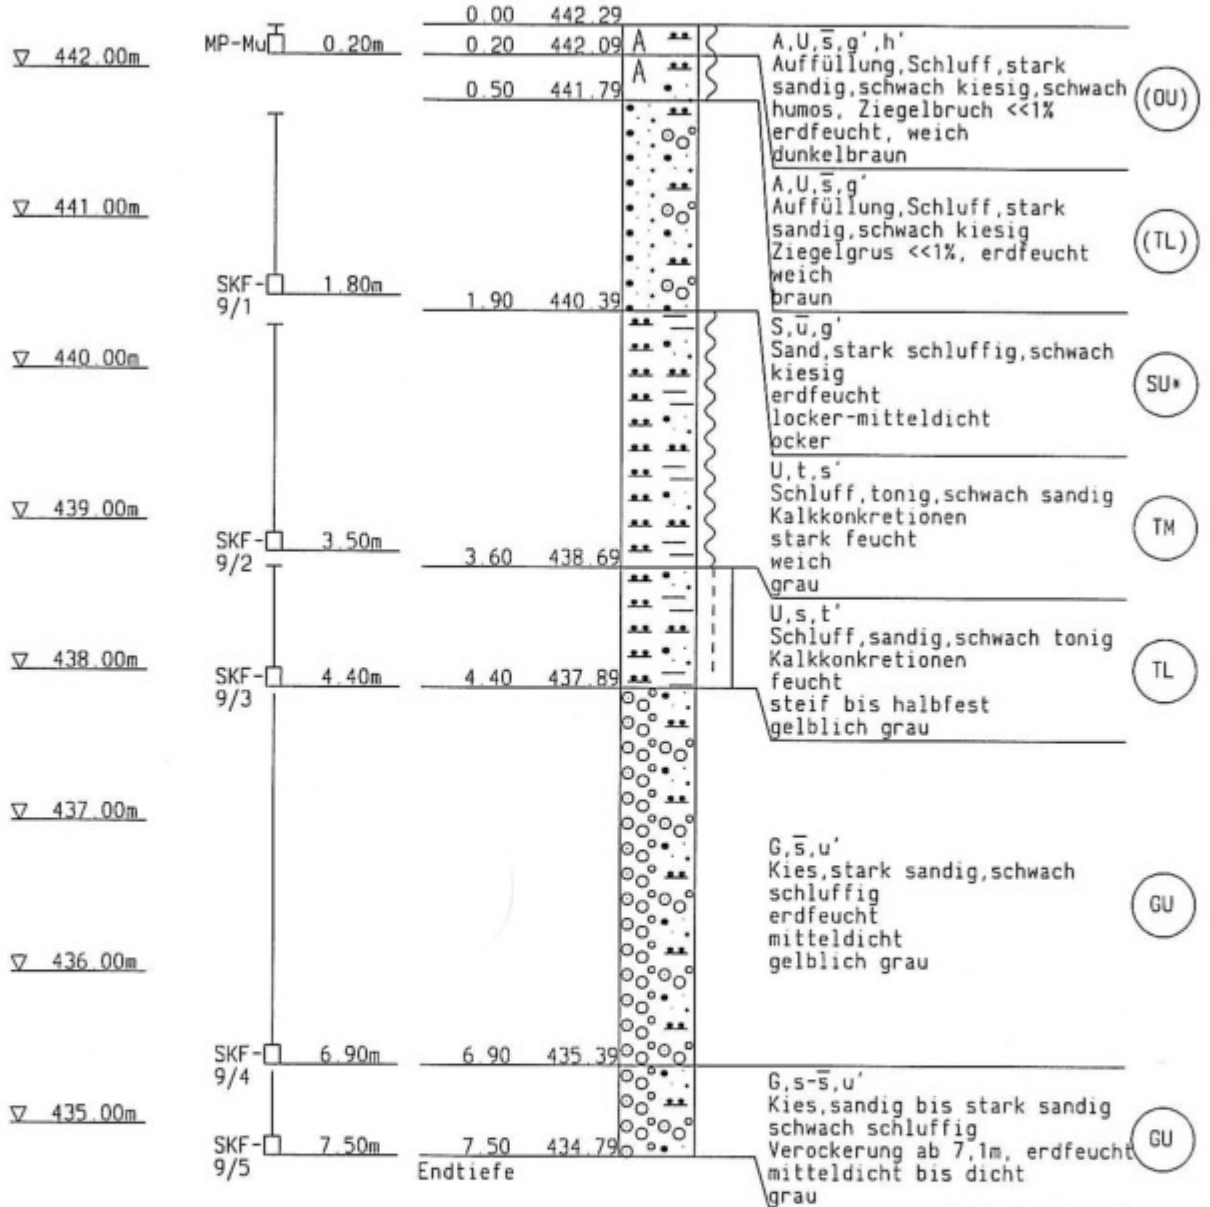 0.00 442.29
MP-Mu 0.20m 0.20 442.09 A
442.00m
A
0.50 441.79
A,U,s̅,g',h'
Auffüllung,Schluff,stark
sandig,schwach kiesig,schwach
humos, Ziegelbruch <<1%
erdfeucht, weich
dunkelbraun
(OU)
441.00m
A,U,s̅,g'
Auffüllung,Schluff,stark
sandig,schwach kiesig
Ziegelgrus <<1%, erdfeucht
weich
braun
(TL)
SKF- 1.80m
9/1
1.90 440.39
440.00m
S,u̅,g'
Sand,stark schluffig,schwach
kiesig
erdfeucht
locker-mitteldicht
ocker
SU*
439.00m
U,t,s'
Schluff,tonig,schwach sandig
Kalkkonkretionen
stark feucht
weich
grau
TM
SKF- 3.50m
9/2
3.60 438.69
438.00m
U,s,t'
Schluff,sandig,schwach tonig
Kalkkonkretionen
feucht
steif bis halbfest
gelblich grau
TL
SKF- 4.40m 4.40 437.89
9/3
437.00m
G,s̅,u'
Kies,stark sandig,schwach
schluffig
erdfeucht
mitteldicht
gelblich grau
GU
436.00m
SKF- 6.90m 6.90 435.39
9/4
435.00m
G,s-s̅,u'
Kies,sandig bis stark sandig
schwach schluffig
Verockerung ab 7,1m, erdfeucht
mitteldicht bis dicht
grau
GU
SKF- 7.50m 7.50 434.79
9/5
Endtiefe